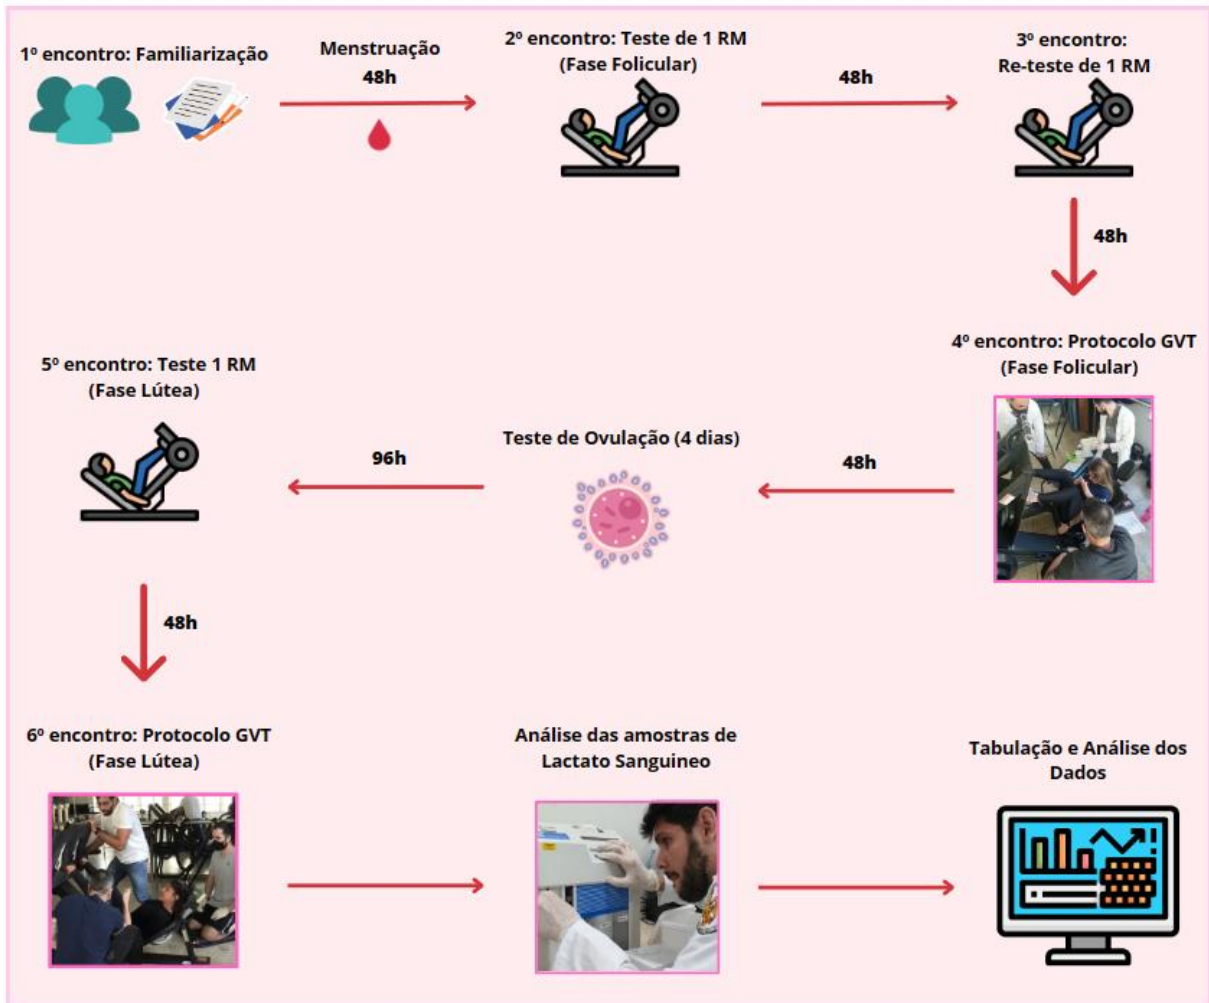 1º encontro: Familiarização
Menstruação
48h
2º encontro: Teste de 1 RM
(Fase Folicular)
48h
3º encontro:
Re-teste de 1 RM
48h
4º encontro: Protocolo GVT
(Fase Folicular)
48h
Teste de Ovulação (4 dias)
96h
5º encontro: Teste 1 RM
(Fase Lútea)
48h
6º encontro: Protocolo GVT
(Fase Lútea)
Análise das amostras de
Lactato Sanguineo
Tabulação e Análise dos
Dados